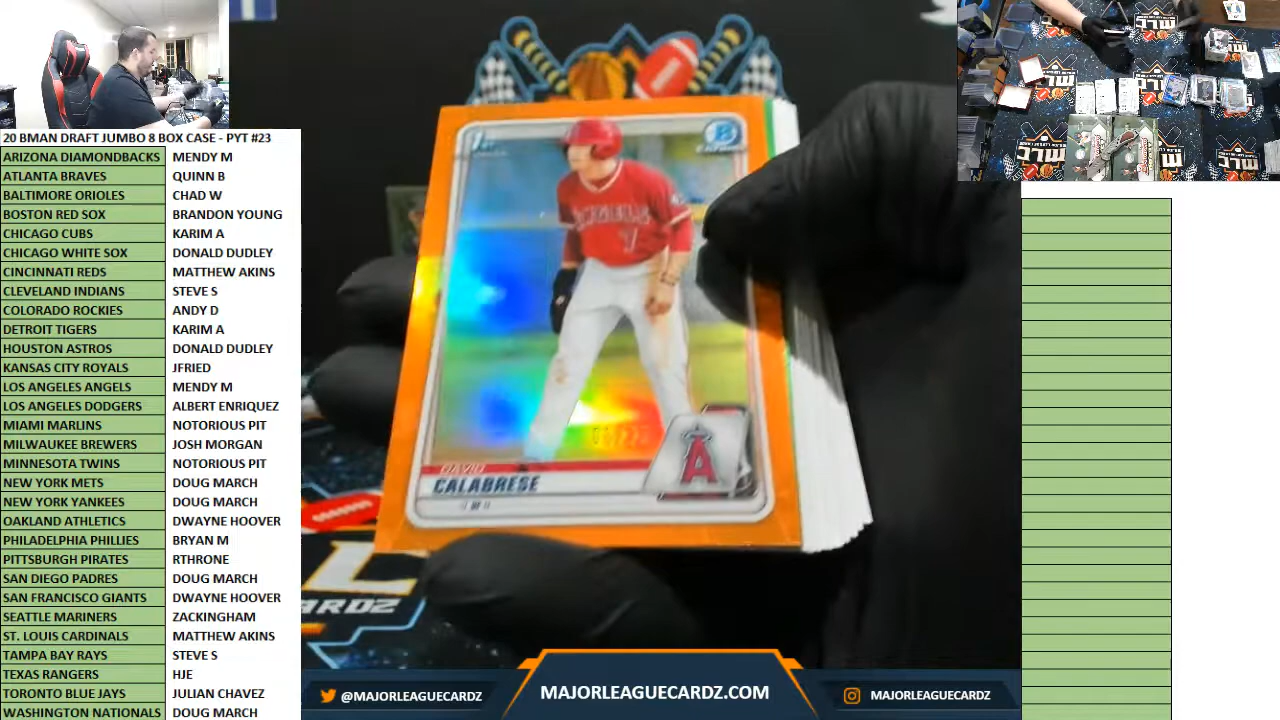 20 BMAN DRAFT JUMBO 8 BOX CASE - PYT #23
ARIZONA DIAMONDBACKS MENDY M
ATLANTA BRAVES QUINN B
BALTIMORE ORIOLES CHAD W
BOSTON RED SOX BRANDON YOUNG
CHICAGO CUBS KARIM A
CHICAGO WHITE SOX DONALD DUDLEY
CINCINNATI REDS MATTHEW AKINS
CLEVELAND INDIANS STEVE S
COLORADO ROCKIES ANDY D
DETROIT TIGERS KARIM A
HOUSTON ASTROS DONALD DUDLEY
KANSAS CITY ROYALS JFRIED
LOS ANGELES ANGELS MENDY M
LOS ANGELES DODGERS ALBERT ENRIQUEZ
MIAMI MARLINS NOTORIOUS PIT
MILWAUKEE BREWERS JOSH MORGAN
MINNESOTA TWINS NOTORIOUS PIT
NEW YORK METS DOUG MARCH
NEW YORK YANKEES DOUG MARCH
OAKLAND ATHLETICS DWAYNE HOOVER
PHILADELPHIA PHILLIES BRYAN M
PITTSBURGH PIRATES RTHRONE
SAN DIEGO PADRES DOUG MARCH
SAN FRANCISCO GIANTS DWAYNE HOOVER
SEATTLE MARINERS ZACKINGHAM
ST. LOUIS CARDINALS MATTHEW AKINS
TAMPA BAY RAYS STEVE S
TEXAS RANGERS HJE
TORONTO BLUE JAYS JULIAN CHAVEZ
WASHINGTON NATIONALS DOUG MARCH
1st
ANGELS
7
DAVID
CALABRESE
A
@MAJORLEAGUECARDZ
MAJORLEAGUECARDZ.COM
MAJORLEAGUECARDZ